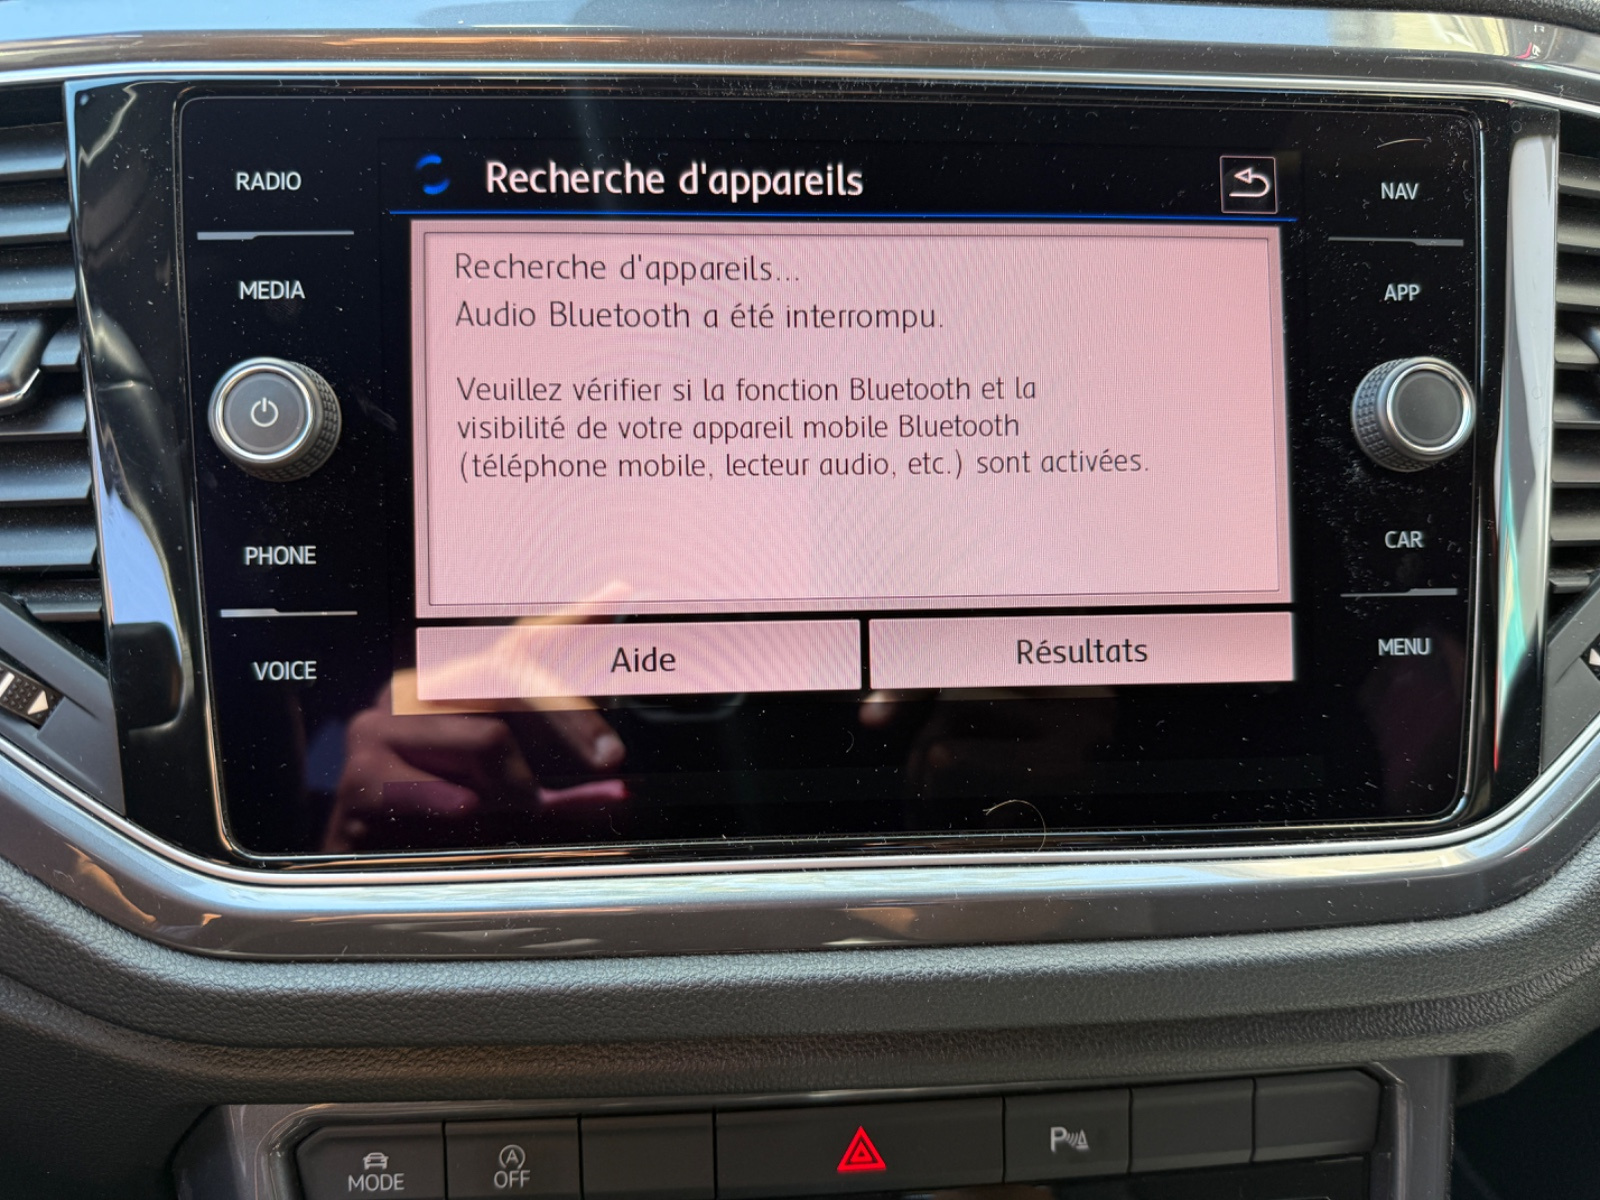 Recherche d'appareils
RADIO
NAV
Recherche d'appareils...
MEDIA
APP
Audio Bluetooth a été interrompu.
Veuillez vérifier si la fonction Bluetooth et la
visibilité de votre appareil mobile Bluetooth
(téléphone mobile, lecteur audio, etc.) sont activées.
PHONE
CAR
Aide
Résultats
VOICE
MENU
MODE
A
OFF
P